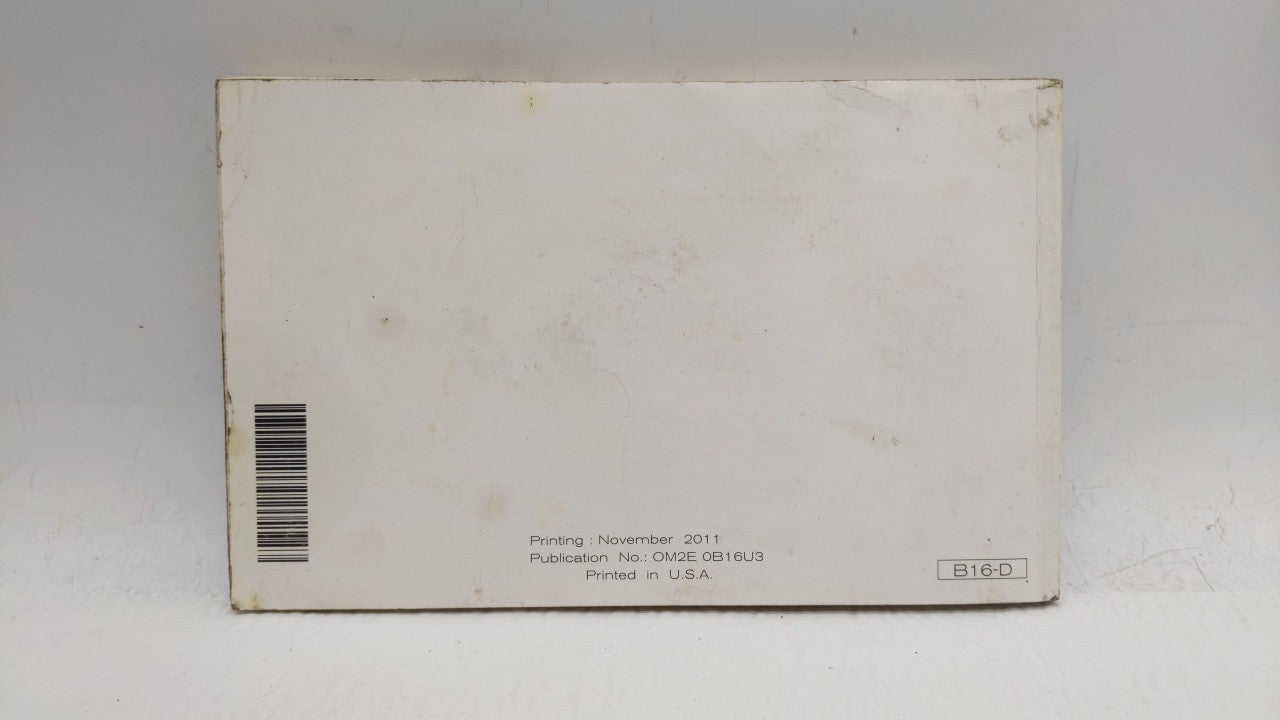 Printing : November 2011
Publication No.: OM2E 0B16U3
Printed in U.S.A.
B16-D